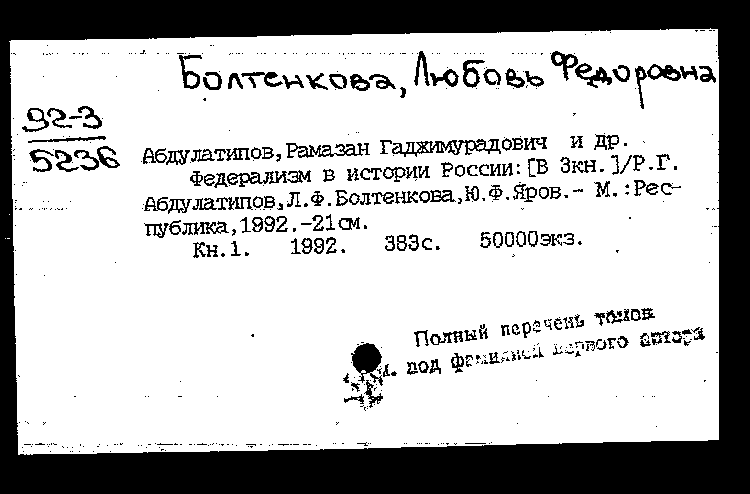 Болтенкова, Любовь Федоровна
92-3
5236
Абдулатипов,Рамазан Гаджимурадович и др.
Федерализм в истории России:[В 3кн.]/Р.Г.
Абдулатипов,Л.Ф.Болтенкова,Ю.Ф.Яров.- М.:Рес-
публика,1992.-21см.
Кн.1. 1992. 383с. 50000экз.
Полный перечень томов
под фамилией первого автора